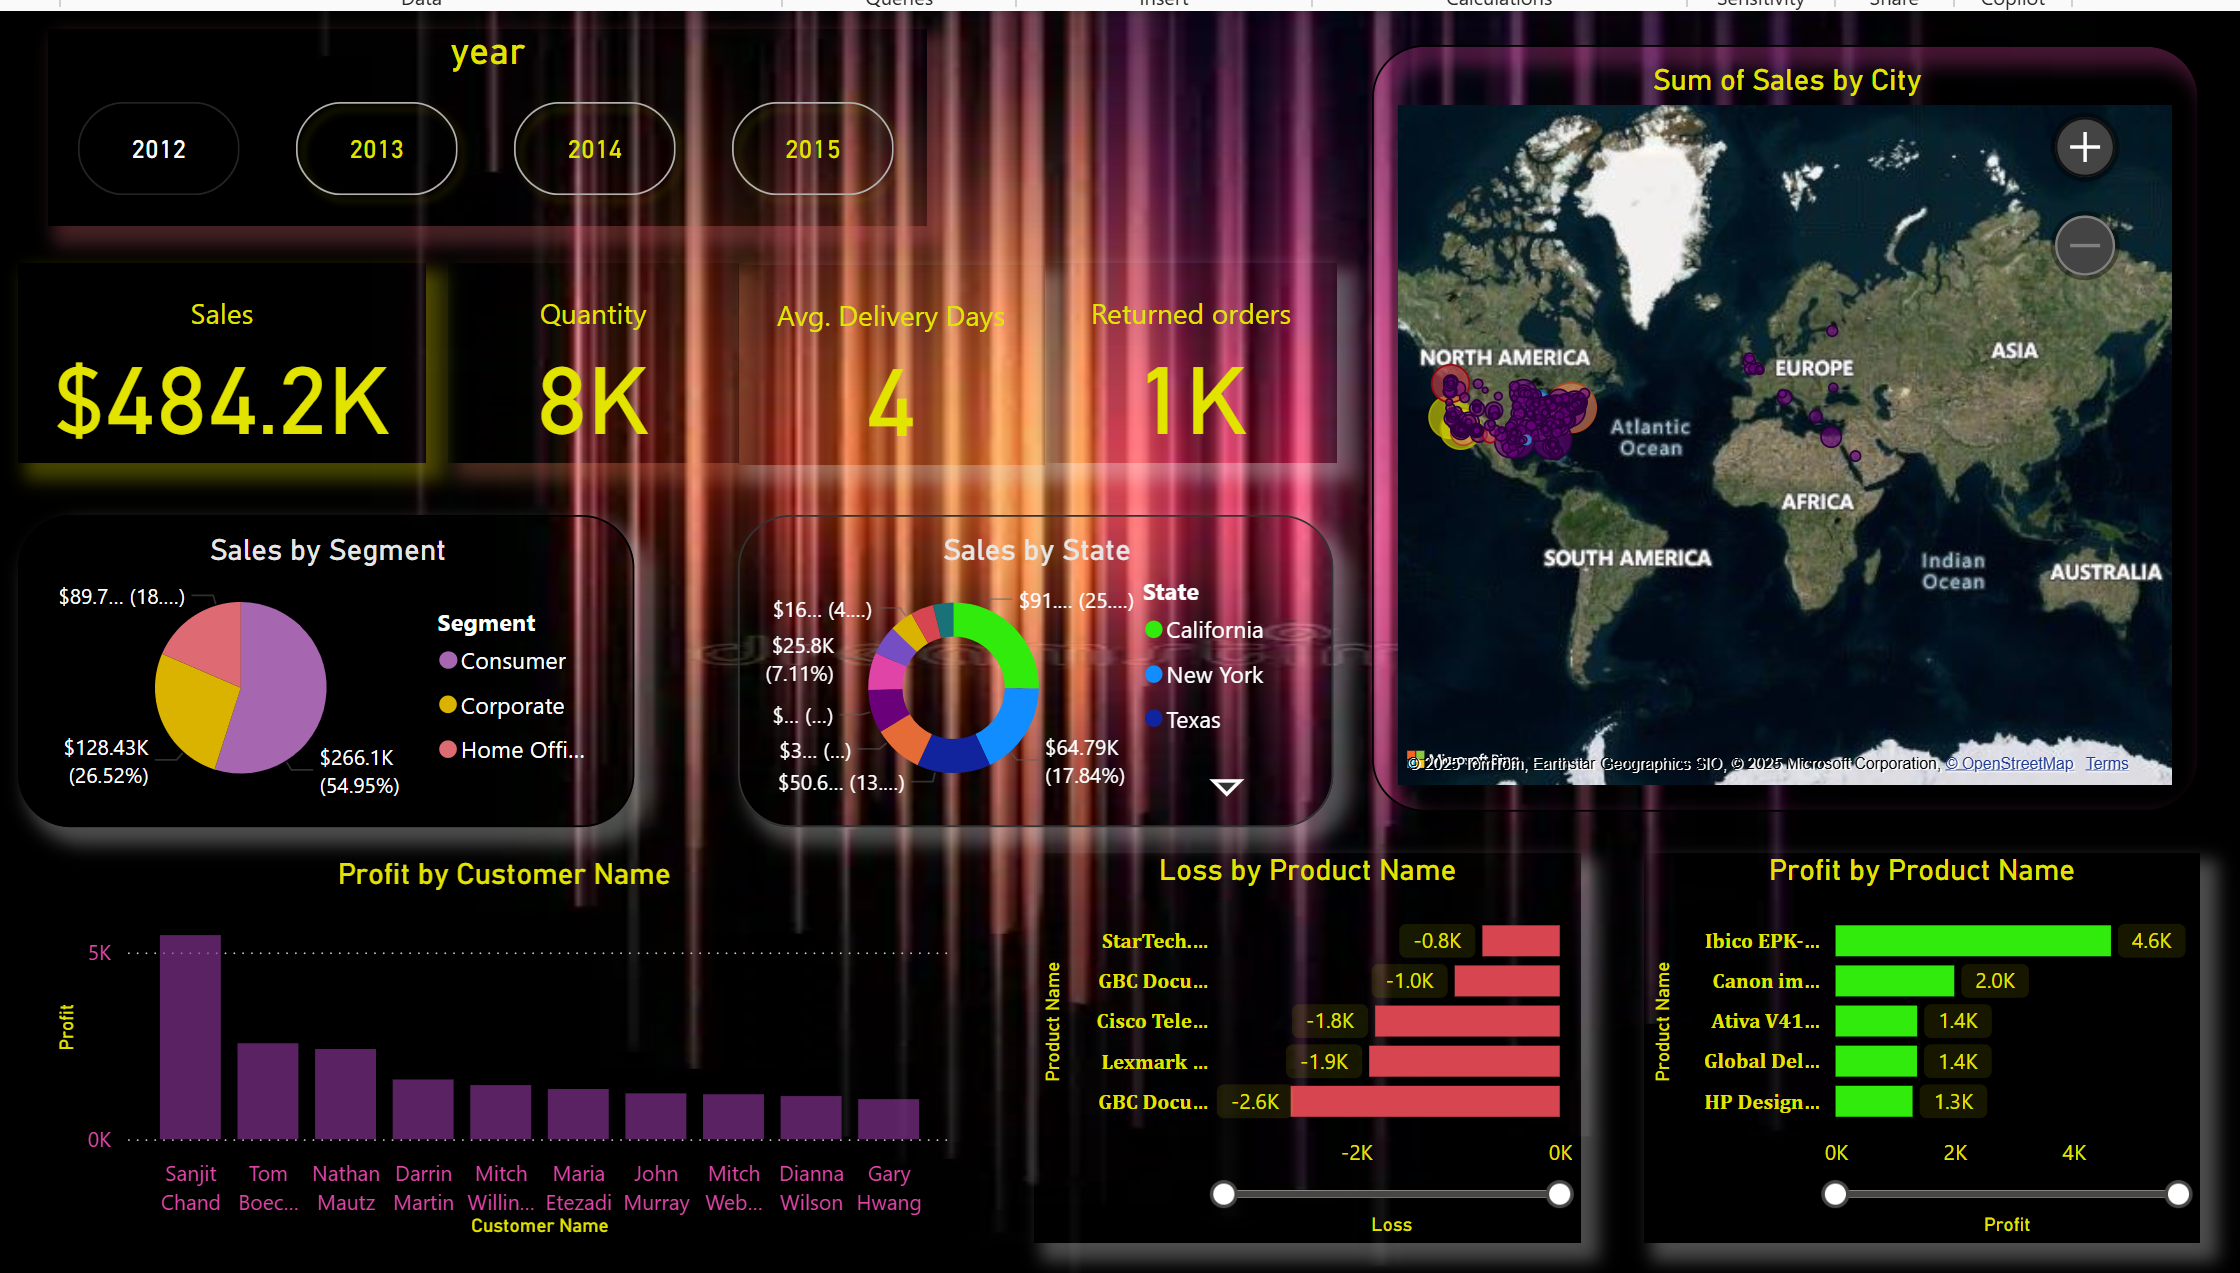 Data
Queries
Insert
Calculations
Sensitivity
Share
Copilot
year
2012
2013
2014
2015
Sales
$484.2K
Quantity
8K
Avg. Delivery Days
4
Returned orders
1K
Sum of Sales by City
NORTH AMERICA
EUROPE
ASIA
Atlantic
Ocean
AFRICA
SOUTH AMERICA
Indian
Ocean
AUSTRALIA
© 2025 TomTom, Earthstar Geographics SIO, © 2025 Microsoft Corporation, © OpenStreetMap Terms
Sales by Segment
$89.7... (18....)
$128.43K
(26.52%)
$266.1K
(54.95%)
Segment
Consumer
Corporate
Home Offi...
Sales by State
$16... (4....)
$25.8K
(7.11%)
$... (...)
$3... (...)
$50.6... (13....)
$91.... (25....)
$64.79K
(17.84%)
State
California
New York
Texas
Profit by Customer Name
Profit
5K
0K
Sanjit
Chand
Tom
Boec...
Nathan
Mautz
Darrin
Martin
Mitch
Willin...
Maria
Etezadi
John
Murray
Mitch
Web...
Dianna
Wilson
Gary
Hwang
Customer Name
Loss by Product Name
Product Name
StarTech....
-0.8K
GBC Docu...
-1.0K
Cisco Tele...
-1.8K
Lexmark ...
-1.9K
GBC Docu...
-2.6K
-2K
0K
Loss
Profit by Product Name
Product Name
Ibico EPK-...
4.6K
Canon im...
2.0K
Ativa V41...
1.4K
Global Del...
1.4K
HP Design...
1.3K
0K
2K
4K
Profit